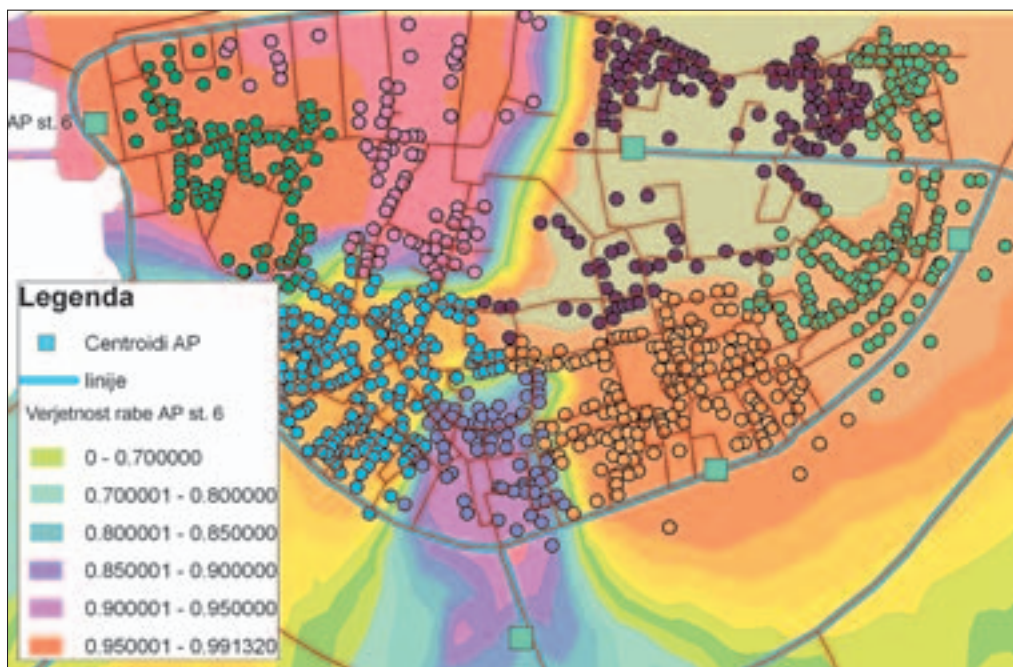 AP st. 6
Legenda
Centroidi AP
linije
Verjetnost rabe AP st. 6
0 - 0.700000
0.700001 - 0.800000
0.800001 - 0.850000
0.850001 - 0.900000
0.900001 - 0.950000
0.950001 - 0.991320